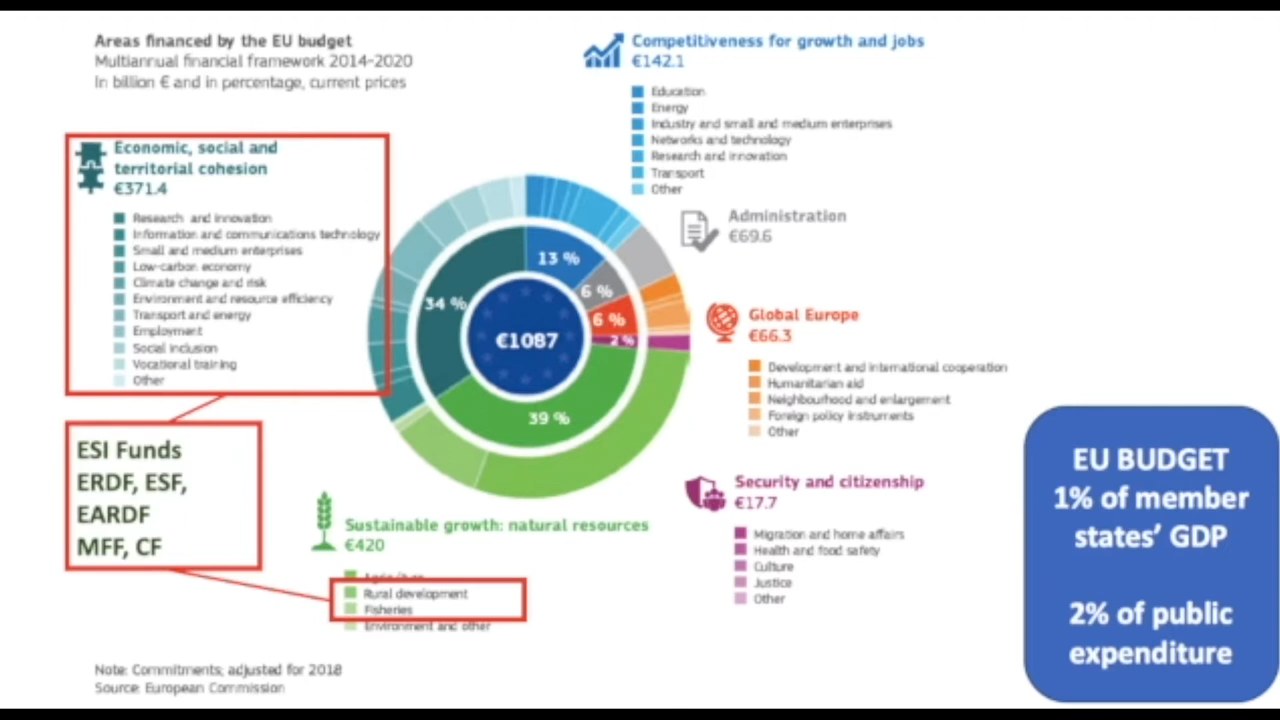 Areas financed by the EU budget
Multiannual financial framework 2014-2020
In billion € and in percentage, current prices
Economic, social and
territorial cohesion
€371.4
Research and innovation
Information and communications technology
Small and medium enterprises
Low-carbon economy
Climate change and risk
Environment and resource efficiency
Transport and energy
Employment
Social inclusion
Vocational training
Other
ESI Funds
ERDF, ESF,
EARDF
MFF, CF
Competitiveness for growth and jobs
€142.1
Education
Energy
Industry and small and medium enterprises
Networks and technology
Research and innovation
Transport
Other
Administration
€69.6
13 %
6 %
6 %
2 %
34 %
39 %
€1087
Global Europe
€66.3
Development and international cooperation
Humanitarian aid
Neighbourhood and enlargement
Foreign policy instruments
Other
Security and citizenship
€17.7
Migration and home affairs
Health and food safety
Culture
Justice
Other
Sustainable growth: natural resources
€420
Agriculture
Rural development
Fisheries
Environment and other
EU BUDGET
1% of member
states’ GDP
2% of public
expenditure
Note: Commitments; adjusted for 2018
Source: European Commission